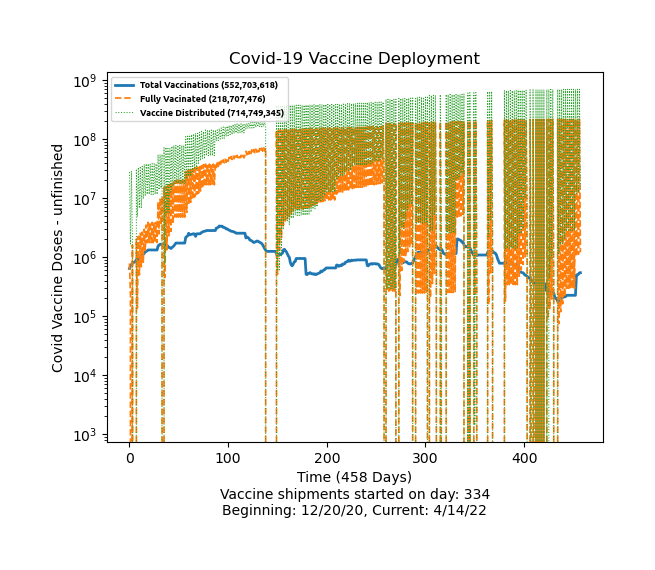 Covid-19 Vaccine Deployment
Total Vaccinations (552,703,618)
Fully Vacinated (218,707,476)
Vaccine Distributed (714,749,345)
Covid Vaccine Doses - unfinished
10⁹
10⁸
10⁷
10⁶
10⁵
10⁴
10³
0 100 200 300 400
Time (458 Days)
Vaccine shipments started on day: 334
Beginning: 12/20/20, Current: 4/14/22